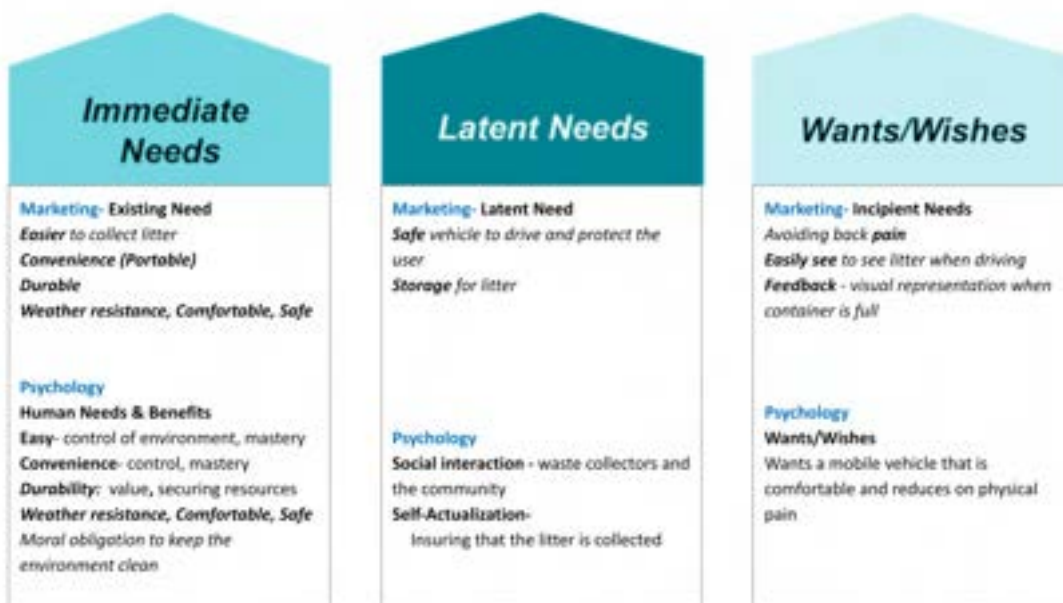 Immediate
Needs
Marketing- Existing Need
Easier to collect litter
Convenience (Portable)
Durable
Weather resistance, Comfortable, Safe
Psychology
Human Needs & Benefits
Easy- control of environment, mastery
Convenience- control, mastery
Durability: value, securing resources
Weather resistance, Comfortable, Safe
Moral obligation to keep the
environment clean
Latent Needs
Marketing- Latent Need
Safe vehicle to drive and protect the
user
Storage for litter
Psychology
Social interaction - waste collectors and
the community
Self-Actualization-
Insuring that the litter is collected
Wants/Wishes
Marketing- Incipient Needs
Avoiding back pain
Easily see to see litter when driving
Feedback - visual representation when
container is full
Psychology
Wants/Wishes
Wants a mobile vehicle that is
comfortable and reduces on physical
pain